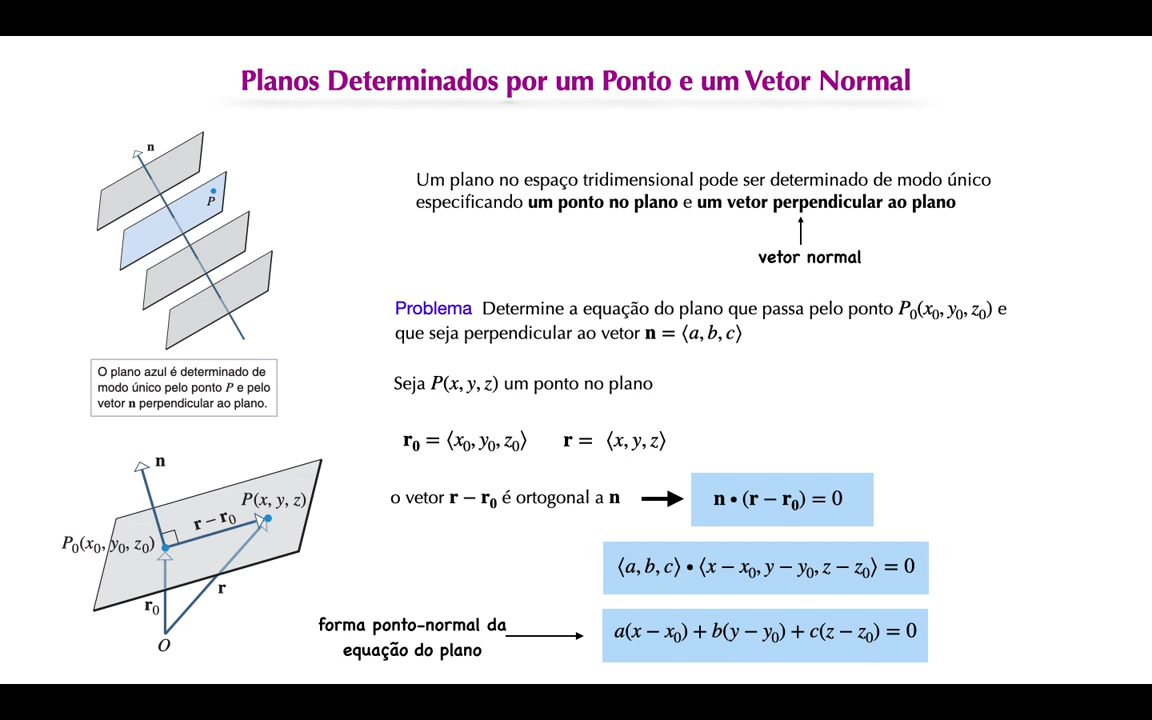 Planos Determinados por um Ponto e um Vetor Normal
n
P
Um plano no espaço tridimensional pode ser determinado de modo único
especificando um ponto no plano e um vetor perpendicular ao plano
vetor normal
Problema Determine a equação do plano que passa pelo ponto P₀(x₀, y₀, z₀) e
que seja perpendicular ao vetor n = ⟨a, b, c⟩
O plano azul é determinado de
modo único pelo ponto P e pelo
vetor n perpendicular ao plano.
Seja P(x, y, z) um ponto no plano
r₀ = ⟨x₀, y₀, z₀⟩ r = ⟨x, y, z⟩
n
P(x, y, z)
r − r₀
P₀(x₀, y₀, z₀)
r
r₀
O
o vetor r − r₀ é ortogonal a n
n • (r − r₀) = 0
⟨a, b, c⟩ • ⟨x − x₀, y − y₀, z − z₀⟩ = 0
forma ponto-normal da
equação do plano
a(x − x₀) + b(y − y₀) + c(z − z₀) = 0